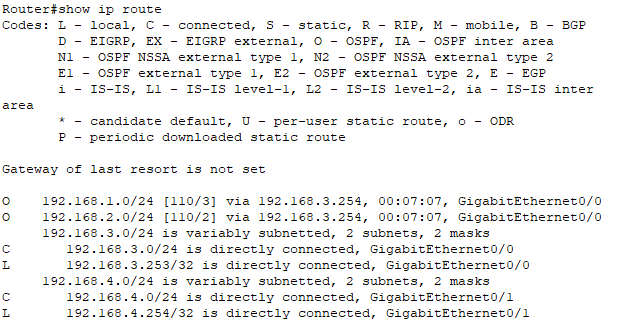 Router#show ip route
Codes: L - local, C - connected, S - static, R - RIP, M - mobile, B - BGP
       D - EIGRP, EX - EIGRP external, O - OSPF, IA - OSPF inter area
       N1 - OSPF NSSA external type 1, N2 - OSPF NSSA external type 2
       E1 - OSPF external type 1, E2 - OSPF external type 2, E - EGP
       i - IS-IS, L1 - IS-IS level-1, L2 - IS-IS level-2, ia - IS-IS inter
area
       * - candidate default, U - per-user static route, o - ODR
       P - periodic downloaded static route

Gateway of last resort is not set

O    192.168.1.0/24 [110/3] via 192.168.3.254, 00:07:07, GigabitEthernet0/0
O    192.168.2.0/24 [110/2] via 192.168.3.254, 00:07:07, GigabitEthernet0/0
     192.168.3.0/24 is variably subnetted, 2 subnets, 2 masks
C       192.168.3.0/24 is directly connected, GigabitEthernet0/0
L       192.168.3.253/32 is directly connected, GigabitEthernet0/0
     192.168.4.0/24 is variably subnetted, 2 subnets, 2 masks
C       192.168.4.0/24 is directly connected, GigabitEthernet0/1
L       192.168.4.254/32 is directly connected, GigabitEthernet0/1